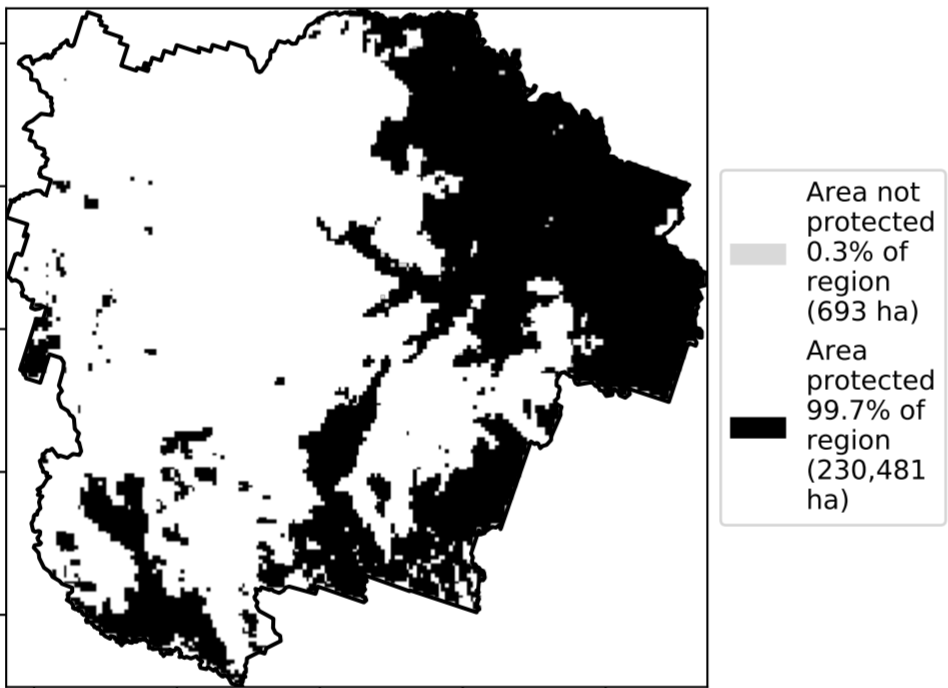 Area not
protected
0.3% of
region
(693 ha)
Area
protected
99.7% of
region
(230,481
ha)